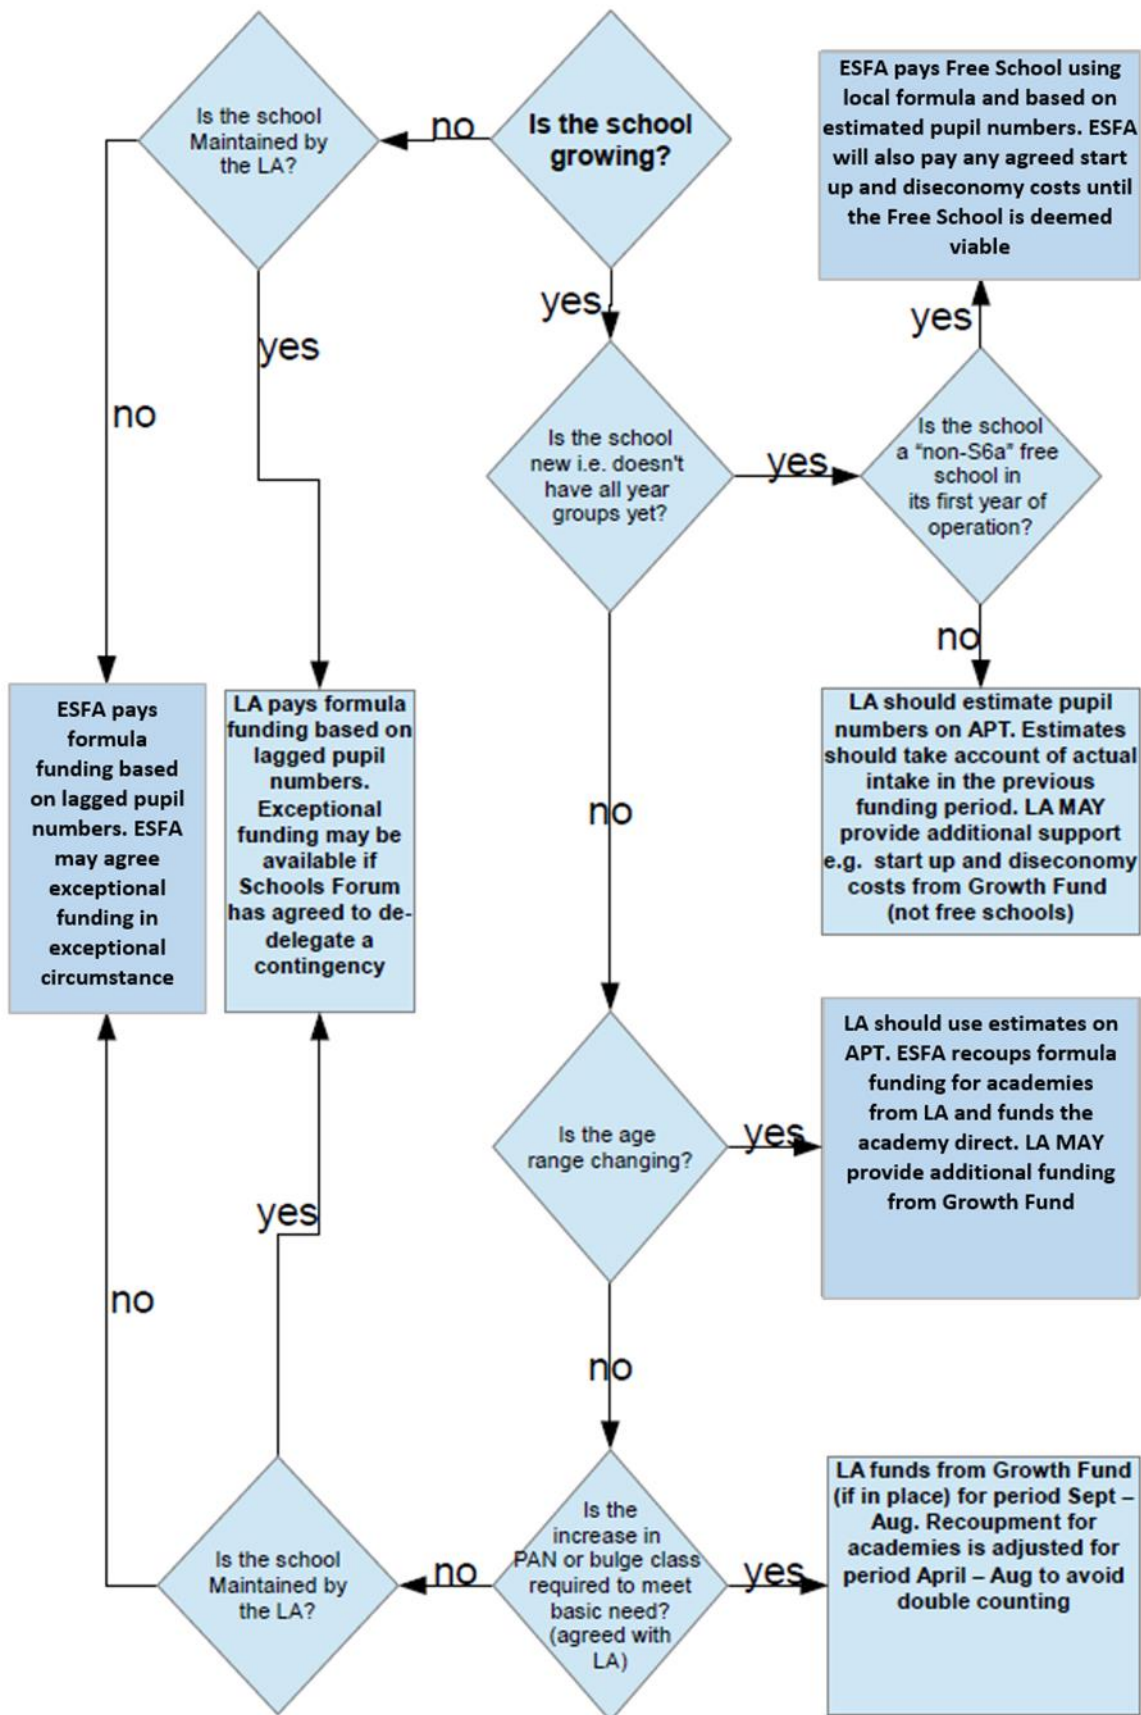 Is the school
Maintained by
the LA?
no
Is the school
growing?
ESFA pays Free School using
local formula and based on
estimated pupil numbers. ESFA
will also pay any agreed start
up and diseconomy costs until
the Free School is deemed
viable
yes
yes
yes
no
Is the school
new i.e. doesn't
have all year
groups yet?
yes
Is the school
a “non-S6a” free
school in
its first year of
operation?
no
ESFA pays
formula
funding based
on lagged pupil
numbers. ESFA
may agree
exceptional
funding in
exceptional
circumstance
LA pays formula
funding based on
lagged pupil
numbers.
Exceptional
funding may be
available if
Schools Forum
has agreed to de-
delegate a
contingency
no
LA should estimate pupil
numbers on APT. Estimates
should take account of actual
intake in the previous
funding period. LA MAY
provide additional support
e.g. start up and diseconomy
costs from Growth Fund
(not free schools)
Is the age
range changing?
yes
LA should use estimates on
APT. ESFA recoups formula
funding for academies
from LA and funds the
academy direct. LA MAY
provide additional funding
from Growth Fund
yes
no
no
Is the school
Maintained by
the LA?
no
Is the
increase in
PAN or bulge class
required to meet
basic need?
(agreed with
LA)
yes
LA funds from Growth Fund
(if in place) for period Sept –
Aug. Recoupment for
academies is adjusted for
period April – Aug to avoid
double counting